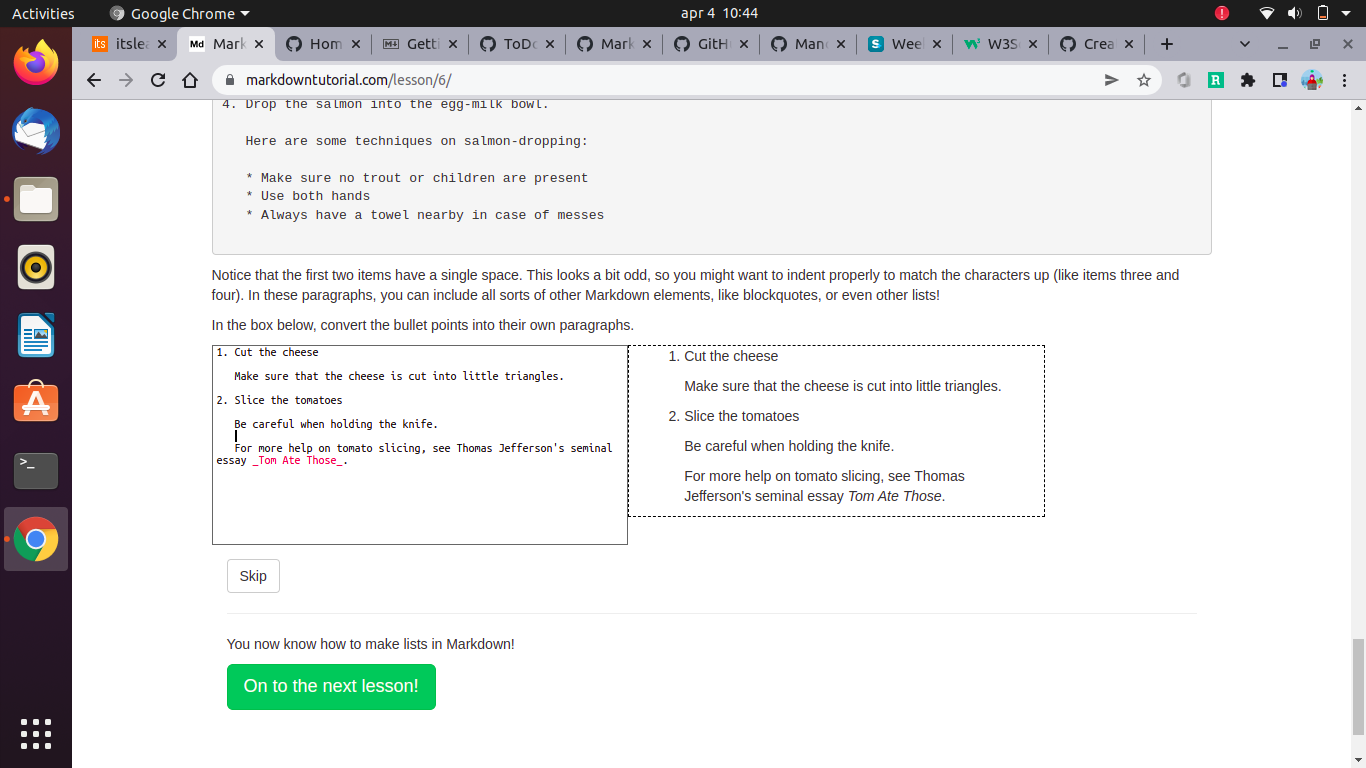 Activities
Google Chrome
apr 4 10:44
its
itslea
Md
Mark
Hom
Getti
ToDo
Mark
GitH
Man
S
Wee
W3S
Crea
markdowntutorial.com/lesson/6/
R
4. Drop the salmon into the egg-milk bowl.
Here are some techniques on salmon-dropping:
* Make sure no trout or children are present
* Use both hands
* Always have a towel nearby in case of messes
Notice that the first two items have a single space. This looks a bit odd, so you might want to indent properly to match the characters up (like items three and
four). In these paragraphs, you can include all sorts of other Markdown elements, like blockquotes, or even other lists!
In the box below, convert the bullet points into their own paragraphs.
1. Cut the cheese
Make sure that the cheese is cut into little triangles.
2. Slice the tomatoes
Be careful when holding the knife.
For more help on tomato slicing, see Thomas Jefferson's seminal
essay _Tom Ate Those_.
1. Cut the cheese
Make sure that the cheese is cut into little triangles.
2. Slice the tomatoes
Be careful when holding the knife.
For more help on tomato slicing, see Thomas
Jefferson's seminal essay Tom Ate Those.
Skip
You now know how to make lists in Markdown!
On to the next lesson!